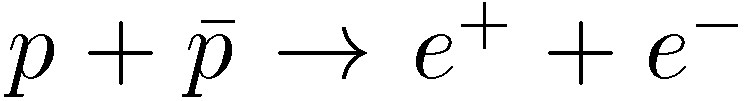 p + p̄ → e⁺ + e⁻